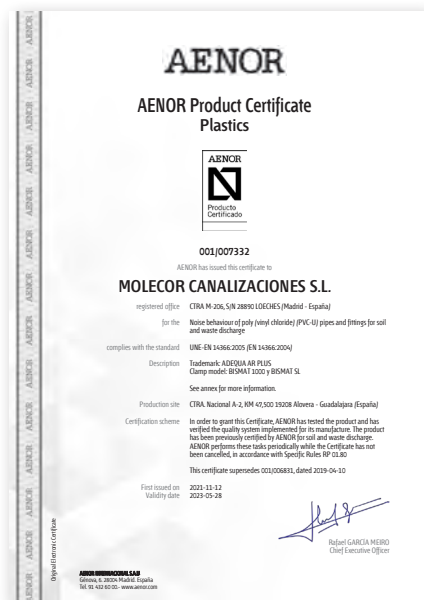 AENOR
AENOR Product Certificate
Plastics
AENOR
Producto
Certificado
001/007332
AENOR has issued this certificate to
MOLECOR CANALIZACIONES S.L.
registered office CTRA M-206, S/N 28890 LOECHES (Madrid - España)
for the Noise behaviour of poly (vinyl chloride) (PVC-U) pipes and fittings for soil
and waste discharge
complies with the standard UNE-EN 14366:2005 (EN 14366:2004)
Description Trademark: ADEQUA AR PLUS
Clamp model: BISMAT 1000 y BISMAT SL
See annex for more information.
Production site CTRA. Nacional A-2, KM 47,500 19208 Alovera - Guadalajara (España)
Certification scheme In order to grant this Certificate, AENOR has tested the product and has
verified the quality system implemented for its manufacture. The product
has been previously certified by AENOR for soil and waste discharge.
AENOR performs these tasks periodically while the Certificate has not
been cancelled, in accordance with Specific Rules RP 01.80
This certificate supersedes 001/006831, dated 2019-04-10
First issued on 2021-11-12
Validity date 2023-05-28
Rafael GARCÍA MEIRO
Chief Executive Officer
Original Electronic Certificate
AENOR INTERNACIONAL S.A.U.
Génova, 6. 28004 Madrid. España
Tel. 91 432 60 00.- www.aenor.com